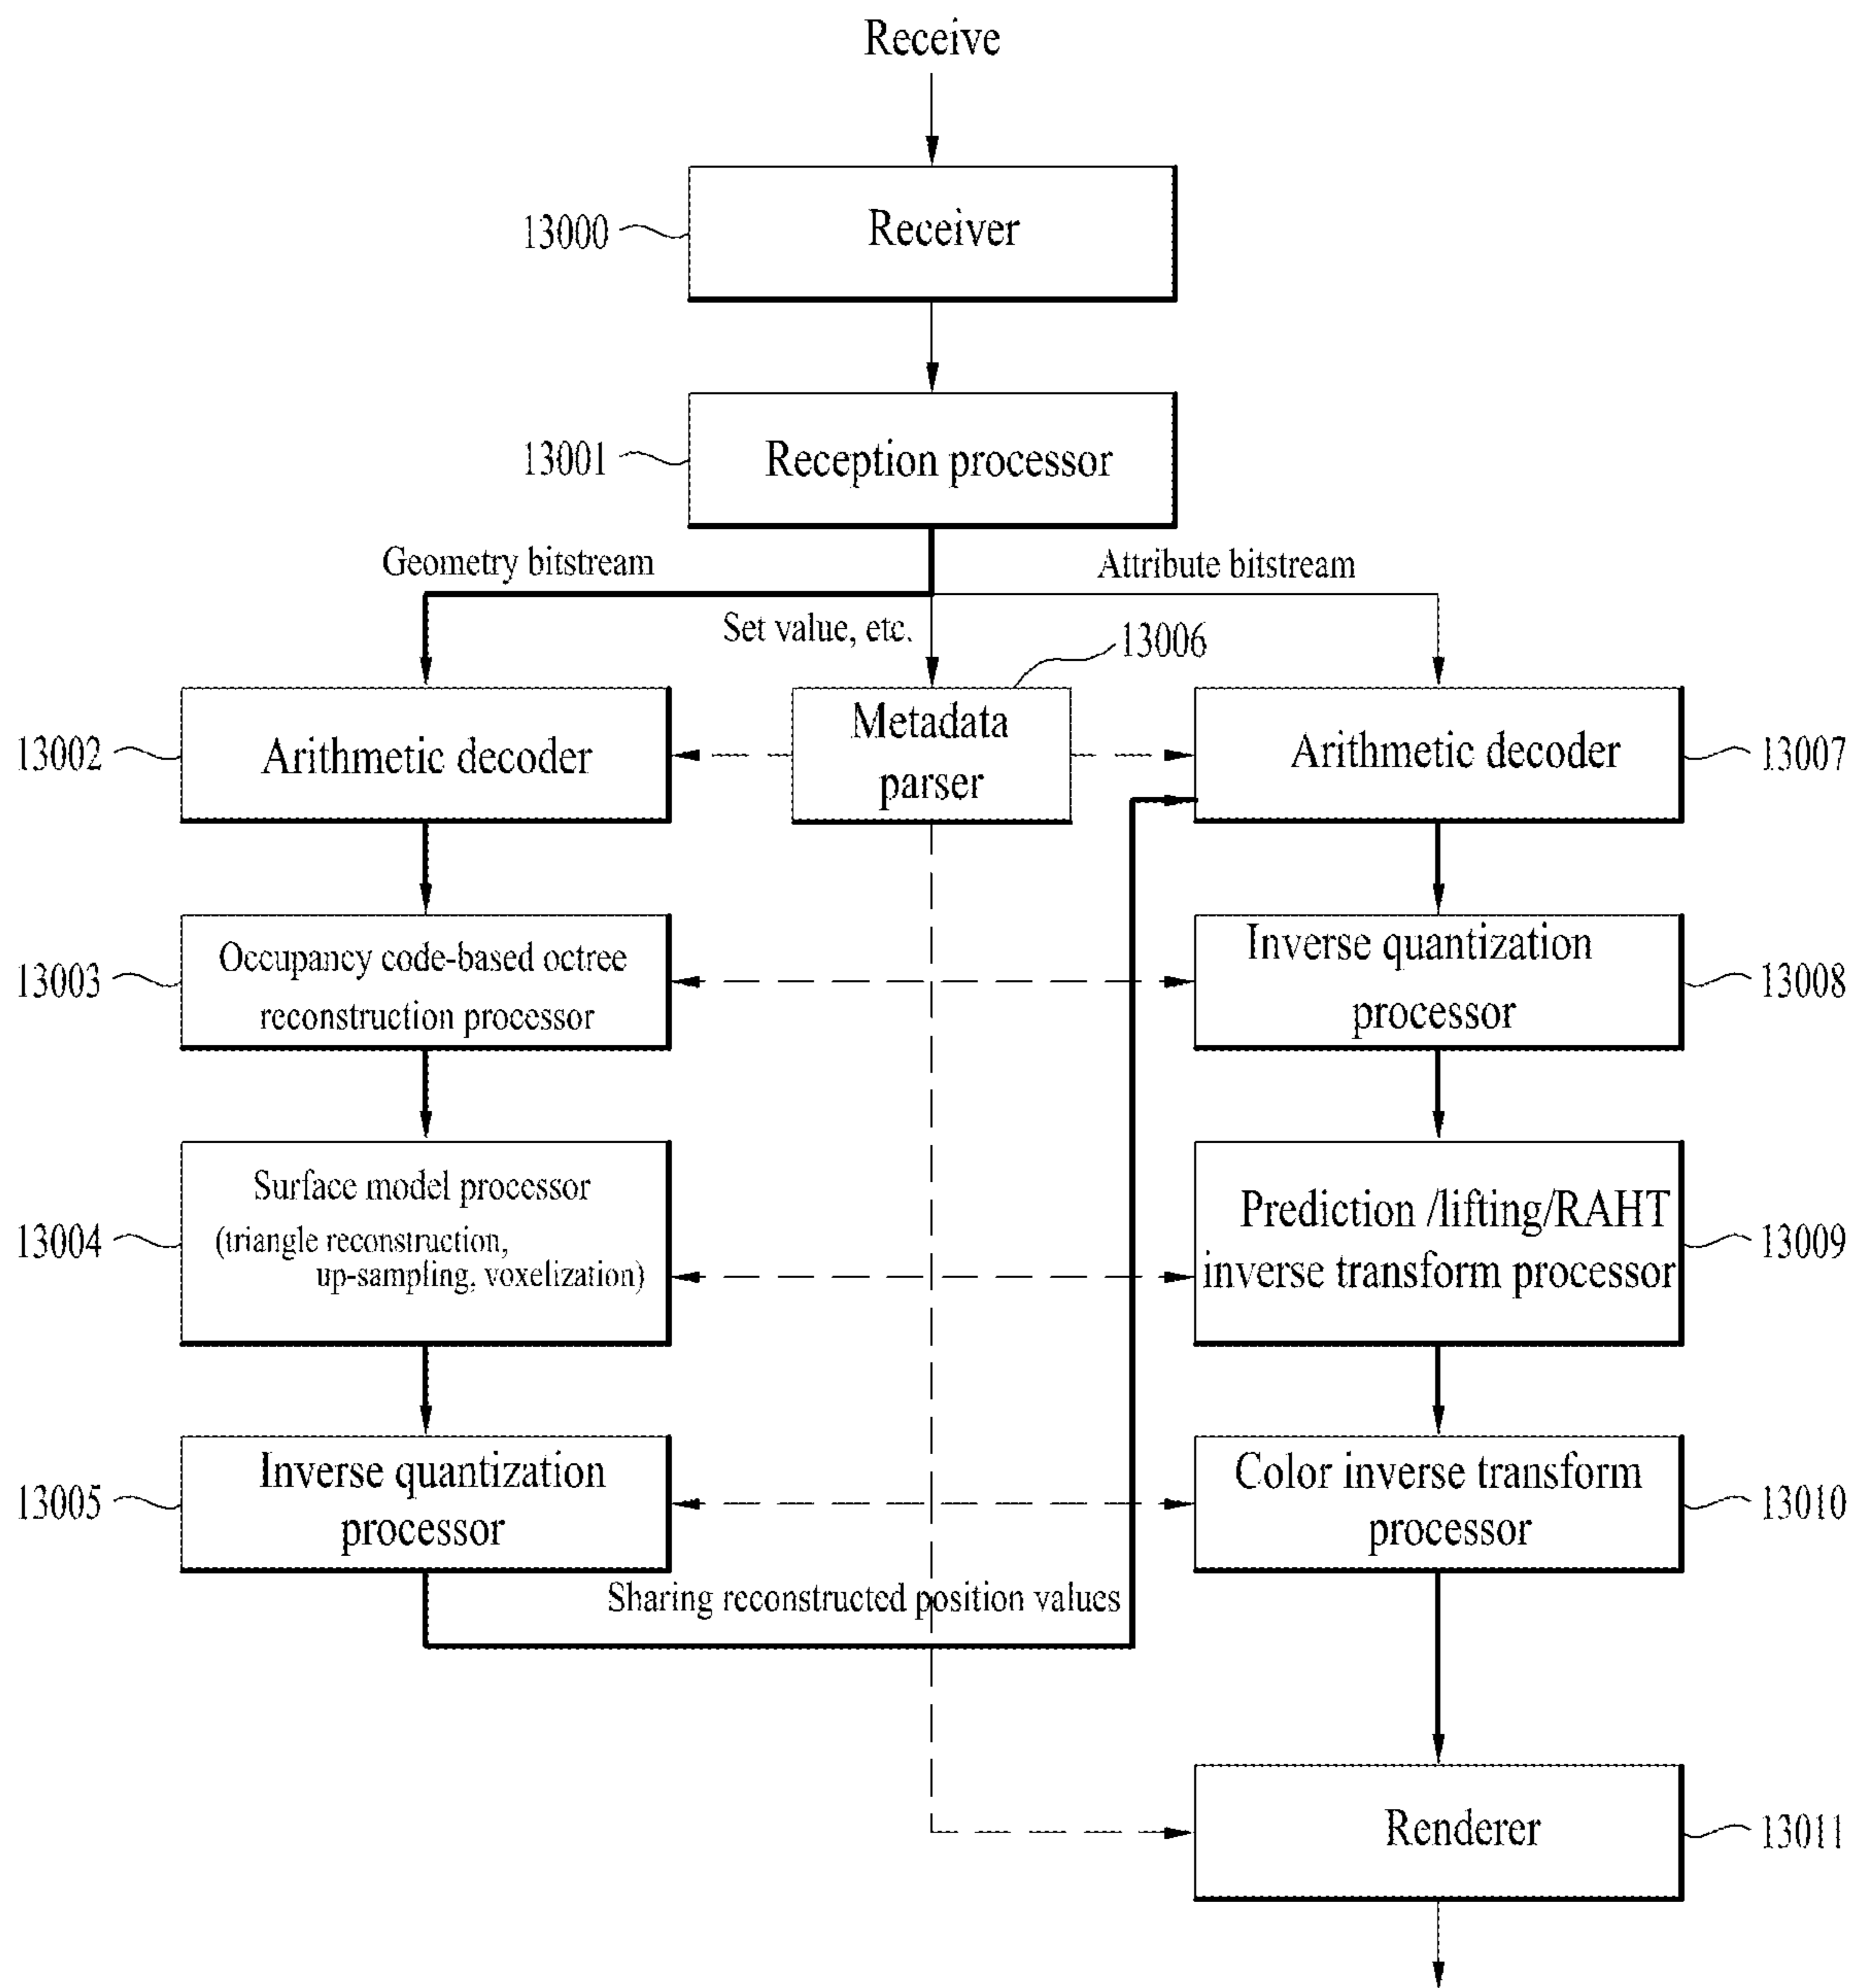 Receive
13000
Receiver
13001
Reception processor
Geometry bitstream
Attribute bitstream
Set value, etc.
13006
13002
Arithmetic decoder
Metadata
parser
Arithmetic decoder
13007
13003
Occupancy code-based octree
reconstruction processor
Inverse quantization
processor
13008
13004
Surface model processor
(triangle reconstruction,
up-sampling, voxelization)
Prediction /lifting/RAHT
inverse transform processor
13009
13005
Inverse quantization
processor
Color inverse transform
processor
13010
Sharing reconstructed position values
Renderer
13011